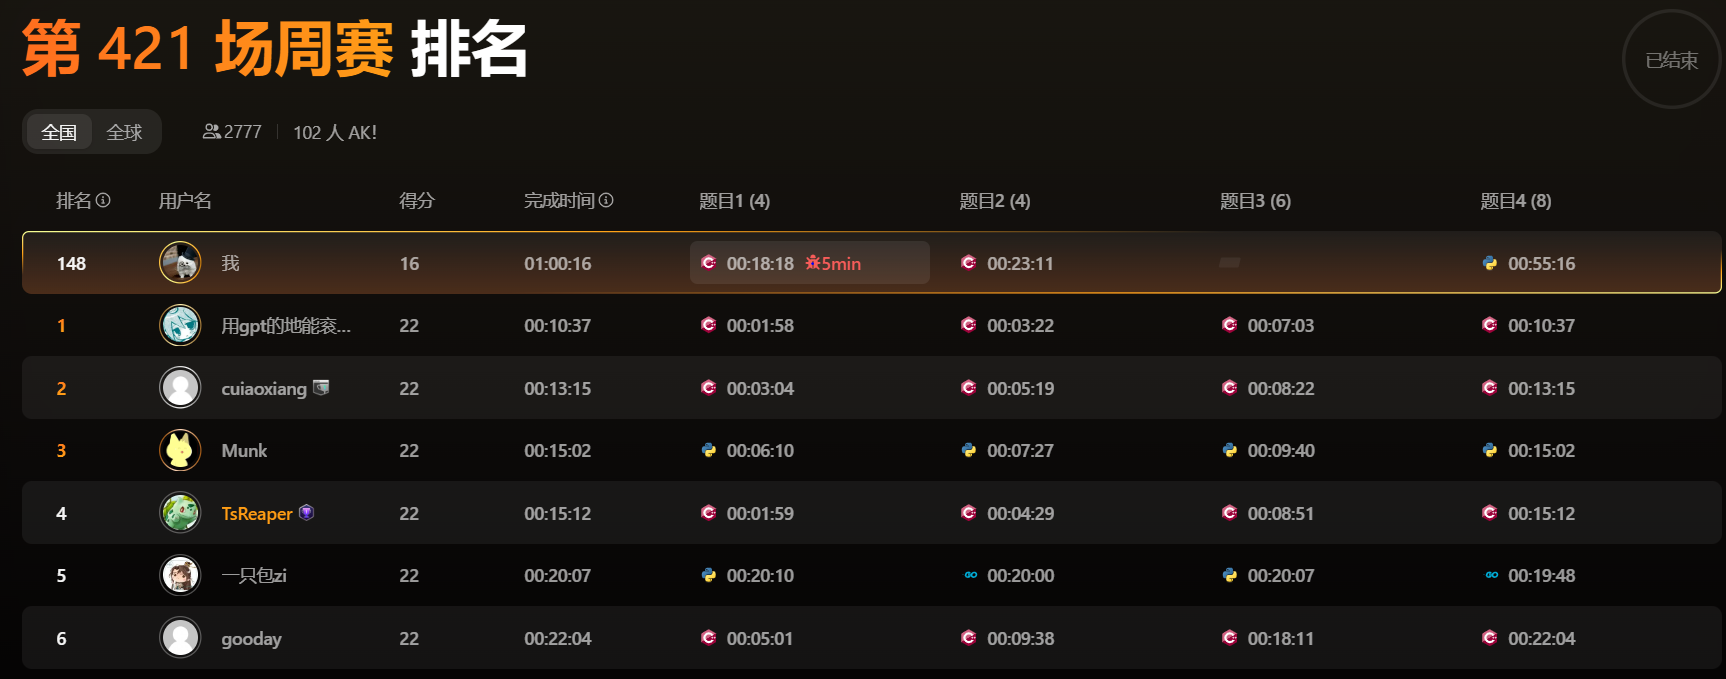 第 421 场周赛 排名
已结束
全国 全球 2777 102 人 AK!
排名 用户名 得分 完成时间 题目1 (4) 题目2 (4) 题目3 (6) 题目4 (8)
148 我 16 01:00:16 00:18:18 5min 00:23:11 00:55:16
1 用gpt的地能衮... 22 00:10:37 00:01:58 00:03:22 00:07:03 00:10:37
2 cuiaoxiang 22 00:13:15 00:03:04 00:05:19 00:08:22 00:13:15
3 Munk 22 00:15:02 00:06:10 00:07:27 00:09:40 00:15:02
4 TsReaper 22 00:15:12 00:01:59 00:04:29 00:08:51 00:15:12
5 一只包zi 22 00:20:07 00:20:10 00:20:00 00:20:07 00:19:48
6 gooday 22 00:22:04 00:05:01 00:09:38 00:18:11 00:22:04